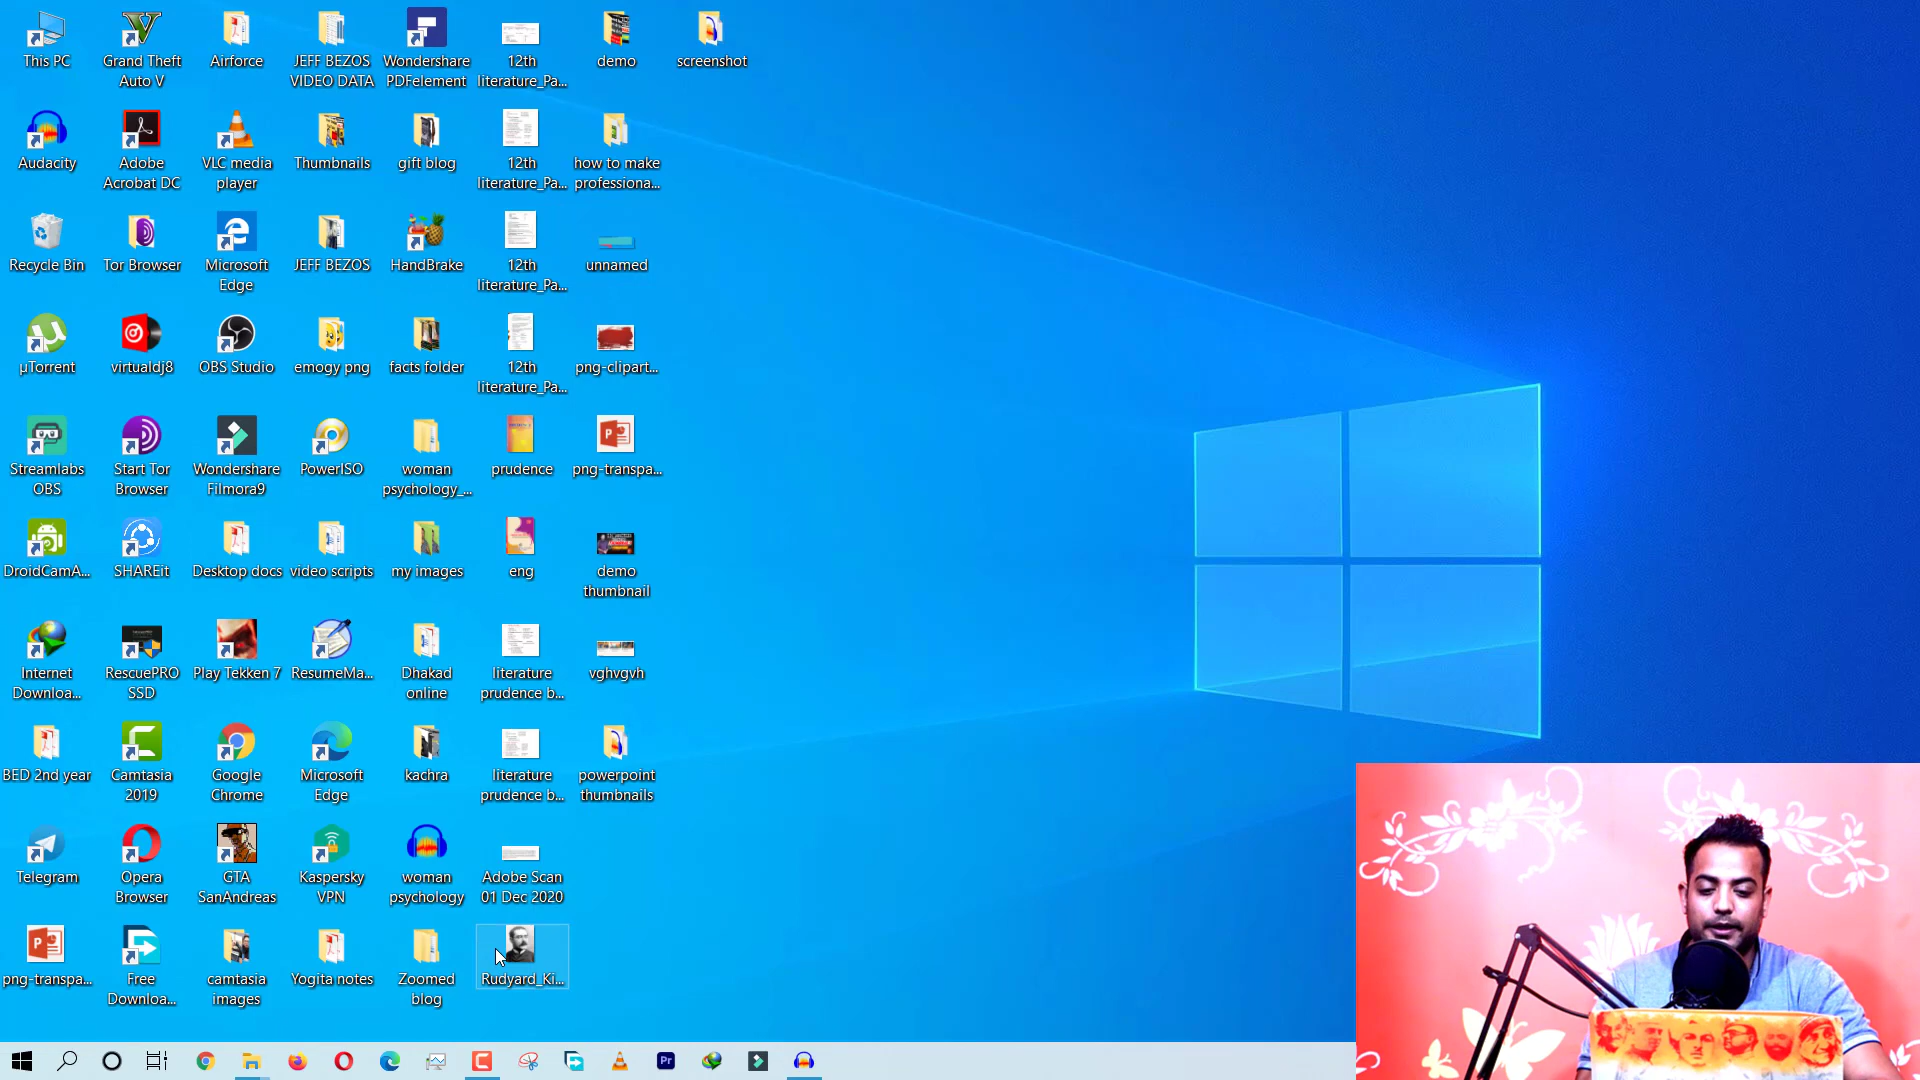 This PC
Grand Theft
Auto V
Airforce
JEFF BEZOS
VIDEO DATA
Wondershare
PDFelement
12th
literature_Pa...
demo
screenshot
Audacity
Adobe
Acrobat DC
VLC media
player
Thumbnails
gift blog
12th
literature_Pa...
how to make
professiona...
Recycle Bin
Tor Browser
Microsoft
Edge
JEFF BEZOS
HandBrake
12th
literature_Pa...
unnamed
µTorrent
virtualdj8
OBS Studio
emogy png
facts folder
12th
literature_Pa...
png-clipart...
Streamlabs
OBS
Start Tor
Browser
Wondershare
Filmora9
PowerISO
woman
psychology_...
prudence
png-transpa...
DroidCamA...
SHAREit
Desktop docs
video scripts
my images
eng
demo
thumbnail
Internet
Downloa...
RescuePRO
SSD
Play Tekken 7
ResumeMa...
Dhakad
online
literature
prudence b...
vghvgvh
BED 2nd year
Camtasia
2019
Google
Chrome
Microsoft
Edge
kachra
literature
prudence b...
powerpoint
thumbnails
Telegram
Opera
Browser
GTA
SanAndreas
Kaspersky
VPN
woman
psychology
Adobe Scan
01 Dec 2020
png-transpa...
Free
Downloa...
camtasia
images
Yogita notes
Zoomed
blog
Rudyard_Ki...
Pr